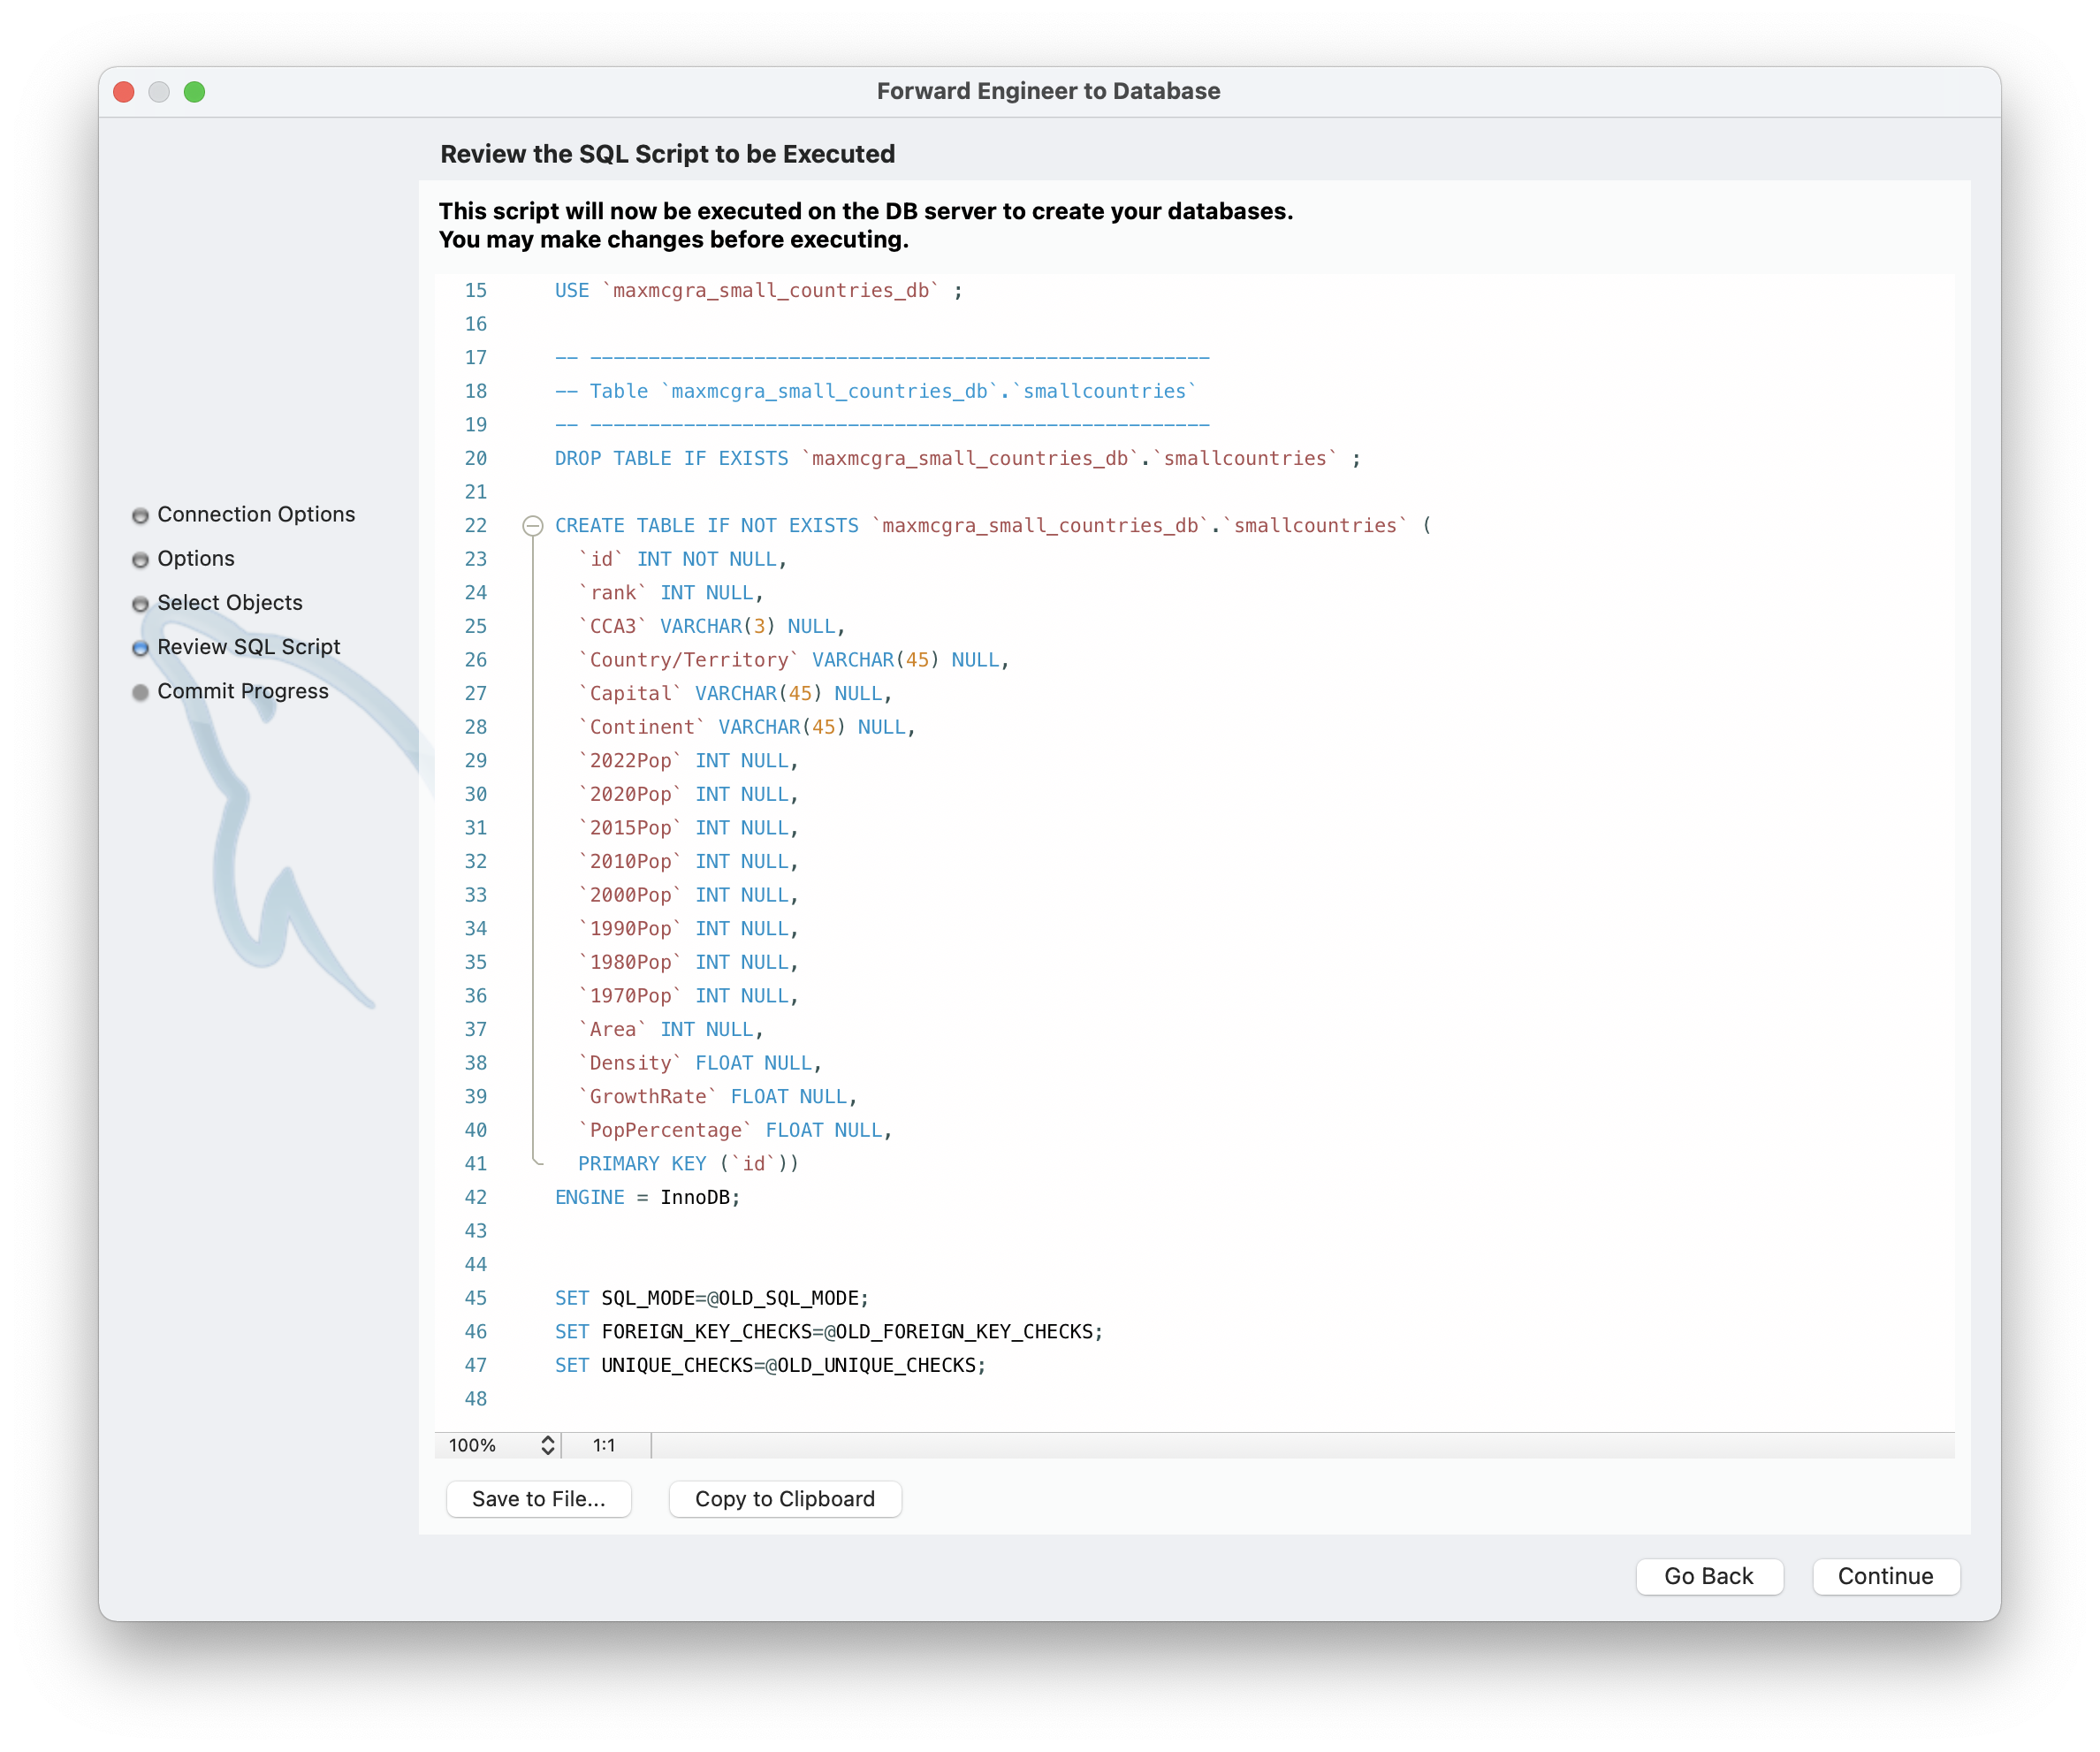 Forward Engineer to Database
Review the SQL Script to be Executed
This script will now be executed on the DB server to create your databases.
You may make changes before executing.
Connection Options
Options
Select Objects
Review SQL Script
Commit Progress
15 USE `maxmcgra_small_countries_db` ;
16
17 -- -----------------------------------------------------
18 -- Table `maxmcgra_small_countries_db`.`smallcountries`
19 -- -----------------------------------------------------
20 DROP TABLE IF EXISTS `maxmcgra_small_countries_db`.`smallcountries` ;
21
22 CREATE TABLE IF NOT EXISTS `maxmcgra_small_countries_db`.`smallcountries` (
23 `id` INT NOT NULL,
24 `rank` INT NULL,
25 `CCA3` VARCHAR(3) NULL,
26 `Country/Territory` VARCHAR(45) NULL,
27 `Capital` VARCHAR(45) NULL,
28 `Continent` VARCHAR(45) NULL,
29 `2022Pop` INT NULL,
30 `2020Pop` INT NULL,
31 `2015Pop` INT NULL,
32 `2010Pop` INT NULL,
33 `2000Pop` INT NULL,
34 `1990Pop` INT NULL,
35 `1980Pop` INT NULL,
36 `1970Pop` INT NULL,
37 `Area` INT NULL,
38 `Density` FLOAT NULL,
39 `GrowthRate` FLOAT NULL,
40 `PopPercentage` FLOAT NULL,
41 PRIMARY KEY (`id`))
42 ENGINE = InnoDB;
43
44
45 SET SQL_MODE=@OLD_SQL_MODE;
46 SET FOREIGN_KEY_CHECKS=@OLD_FOREIGN_KEY_CHECKS;
47 SET UNIQUE_CHECKS=@OLD_UNIQUE_CHECKS;
48
100% 1:1
Save to File... Copy to Clipboard
Go Back Continue